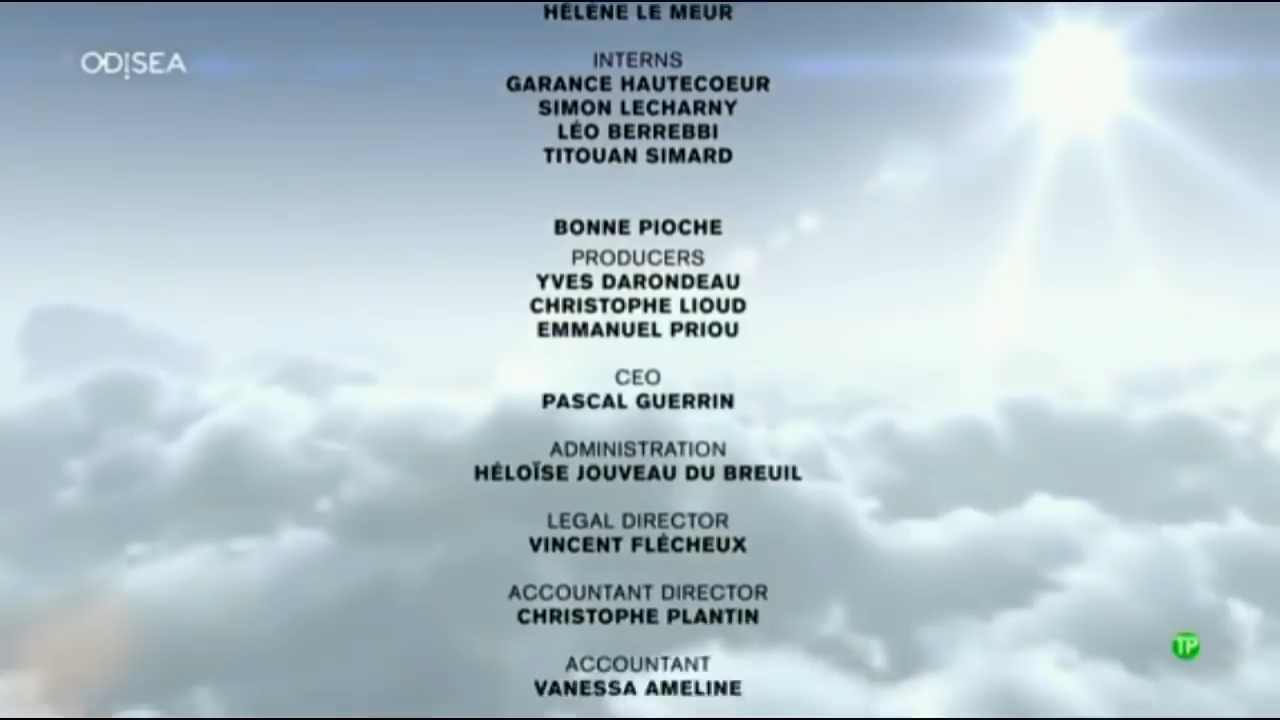 HÉLÈNE LE MEUR
ODISEA
INTERNS
GARANCE HAUTECOEUR
SIMON LECHARNY
LÉO BERREBBI
TITOUAN SIMARD
BONNE PIOCHE
PRODUCERS
YVES DARONDEAU
CHRISTOPHE LIOUD
EMMANUEL PRIOU
CEO
PASCAL GUERRIN
ADMINISTRATION
HÉLOÏSE JOUVEAU DU BREUIL
LEGAL DIRECTOR
VINCENT FLÉCHEUX
ACCOUNTANT DIRECTOR
CHRISTOPHE PLANTIN
TP
ACCOUNTANT
VANESSA AMELINE